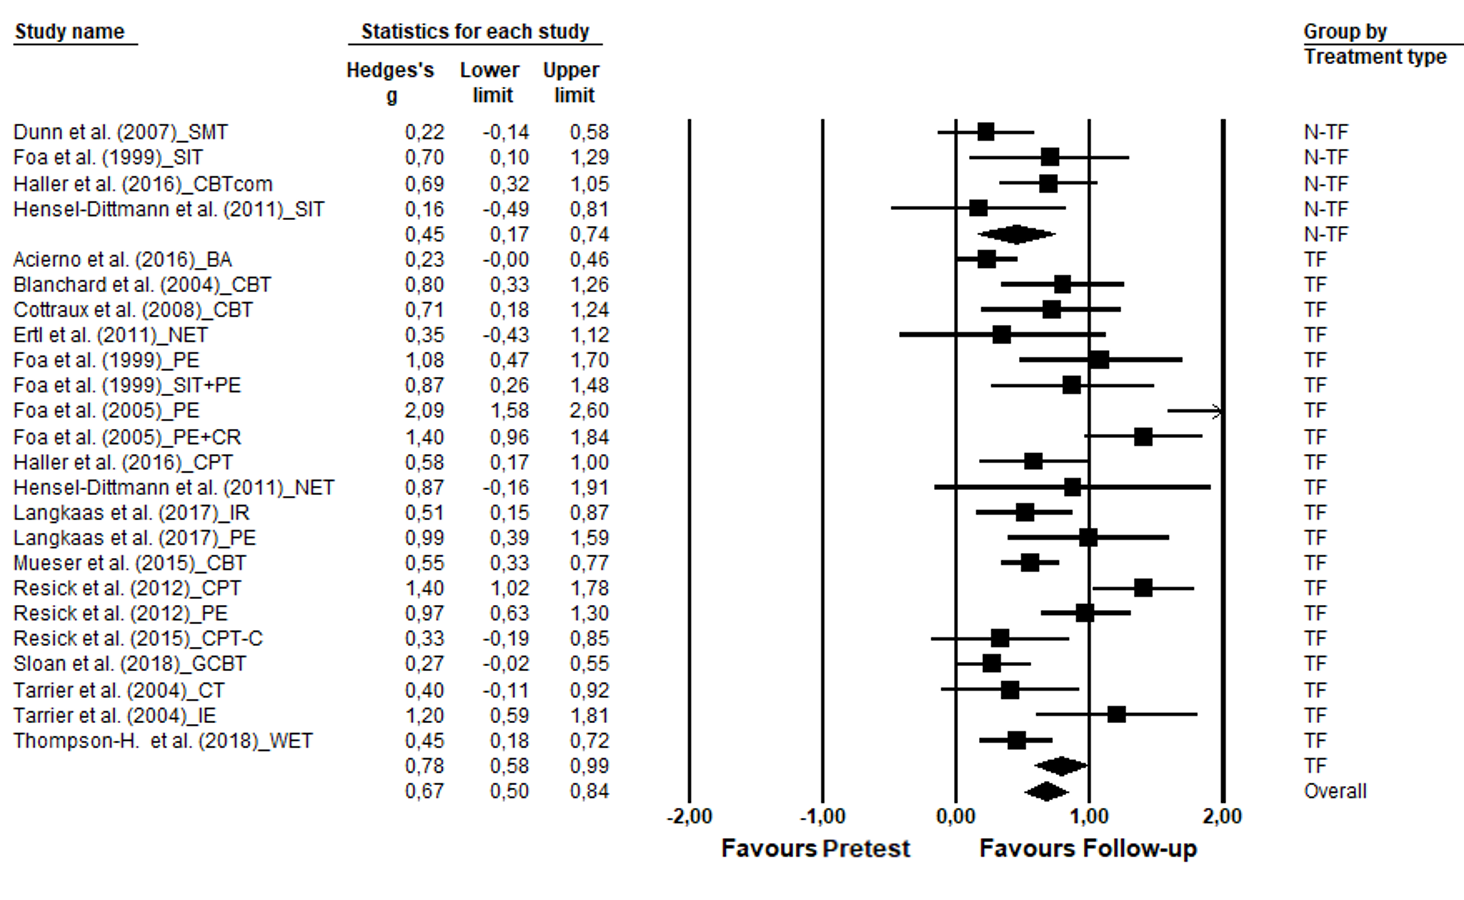 Study name Statistics for each study Group by
Treatment type
Hedges's Lower Upper
g limit limit
Dunn et al. (2007)_SMT 0,22 -0,14 0,58 N-TF
Foa et al. (1999)_SIT 0,70 0,10 1,29 N-TF
Haller et al. (2016)_CBTcom 0,69 0,32 1,05 N-TF
Hensel-Dittmann et al. (2011)_SIT 0,16 -0,49 0,81 N-TF
0,45 0,17 0,74 N-TF
Acierno et al. (2016)_BA 0,23 -0,00 0,46 TF
Blanchard et al. (2004)_CBT 0,80 0,33 1,26 TF
Cottraux et al. (2008)_CBT 0,71 0,18 1,24 TF
Ertl et al. (2011)_NET 0,35 -0,43 1,12 TF
Foa et al. (1999)_PE 1,08 0,47 1,70 TF
Foa et al. (1999)_SIT+PE 0,87 0,26 1,48 TF
Foa et al. (2005)_PE 2,09 1,58 2,60 TF
Foa et al. (2005)_PE+CR 1,40 0,96 1,84 TF
Haller et al. (2016)_CPT 0,58 0,17 1,00 TF
Hensel-Dittmann et al. (2011)_NET 0,87 -0,16 1,91 TF
Langkaas et al. (2017)_IR 0,51 0,15 0,87 TF
Langkaas et al. (2017)_PE 0,99 0,39 1,59 TF
Mueser et al. (2015)_CBT 0,55 0,33 0,77 TF
Resick et al. (2012)_CPT 1,40 1,02 1,78 TF
Resick et al. (2012)_PE 0,97 0,63 1,30 TF
Resick et al. (2015)_CPT-C 0,33 -0,19 0,85 TF
Sloan et al. (2018)_GCBT 0,27 -0,02 0,55 TF
Tarrier et al. (2004)_CT 0,40 -0,11 0,92 TF
Tarrier et al. (2004)_IE 1,20 0,59 1,81 TF
Thompson-H. et al. (2018)_WET 0,45 0,18 0,72 TF
0,78 0,58 0,99 TF
0,67 0,50 0,84 Overall
-2,00 -1,00 0,00 1,00 2,00
Favours Pretest Favours Follow-up